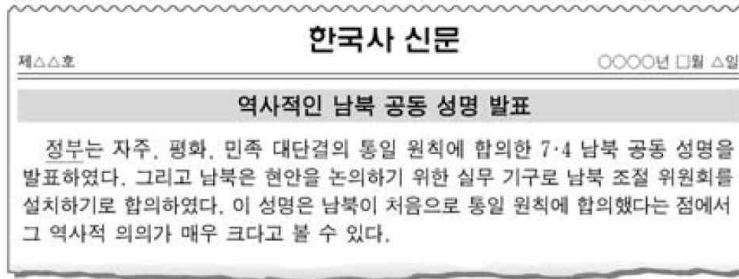 한국사 신문
제△△호 ○○○○년 □월 △일
역사적인 남북 공동 성명 발표
정부는 자주, 평화, 민족 대단결의 통일 원칙에 합의한 7·4 남북 공동 성명을
발표하였다. 그리고 남북은 현안을 논의하기 위한 실무 기구로 남북 조절 위원회를
설치하기로 합의하였다. 이 성명은 남북이 처음으로 통일 원칙에 합의했다는 점에서
그 역사적 의의가 매우 크다고 볼 수 있다.